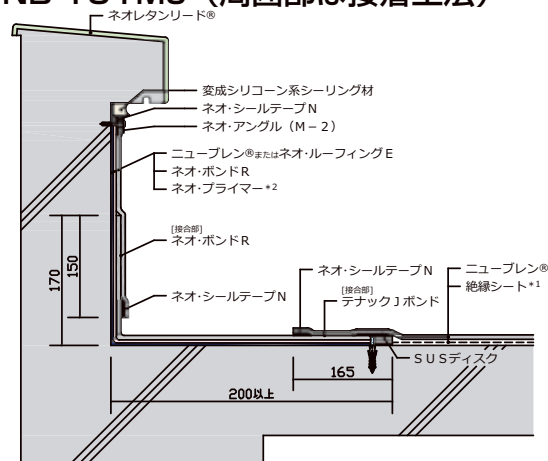 ネオレタンリード®
変成シリコーン系シーリング材
ネオ・シールテープN
ネオ・アングル（M－2）
ニューブレン®またはネオ・ルーフィングE
ネオ・ボンドR
ネオ・プライマー*2
[接合部]
ネオ・ボンドR
170
150
ネオ・シールテープN
ネオ・シールテープN
[接合部]
テナックJボンド
ニューブレン®
絶縁シート*1
SUSディスク
165
200以上